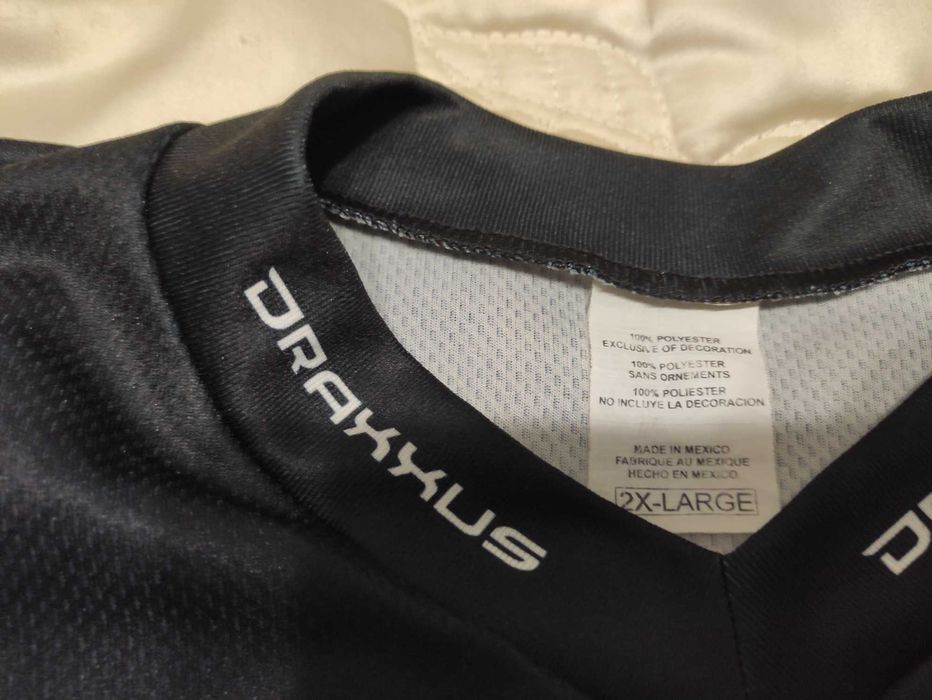 DRAXXUS
100% POLYESTER
EXCLUSIVE OF DECORATION
100% POLYESTER
SANS ORNEMENTS
100% POLIESTER
NO INCLUYE LA DECORACION
MADE IN MEXICO
FABRIQUE AU MEXIQUE
HECHO EN MEXICO
2X-LARGE